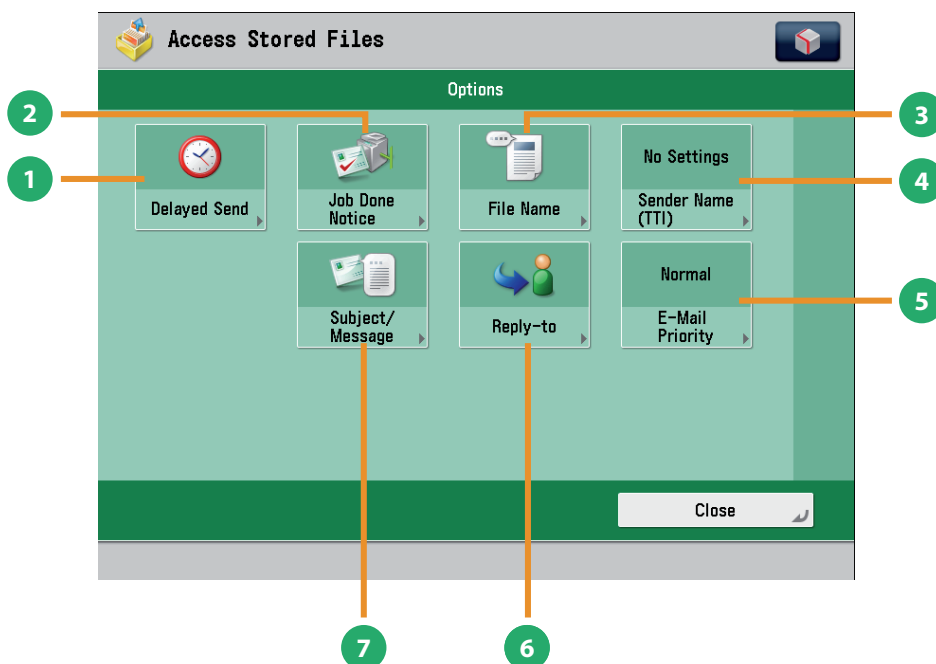 Access Stored Files
Options
2
3
1
4
No Settings
Delayed Send
Job Done
Notice
File Name
Sender Name
(TTI)
Normal
5
Subject/
Message
Reply-to
E-Mail
Priority
Close
7
6